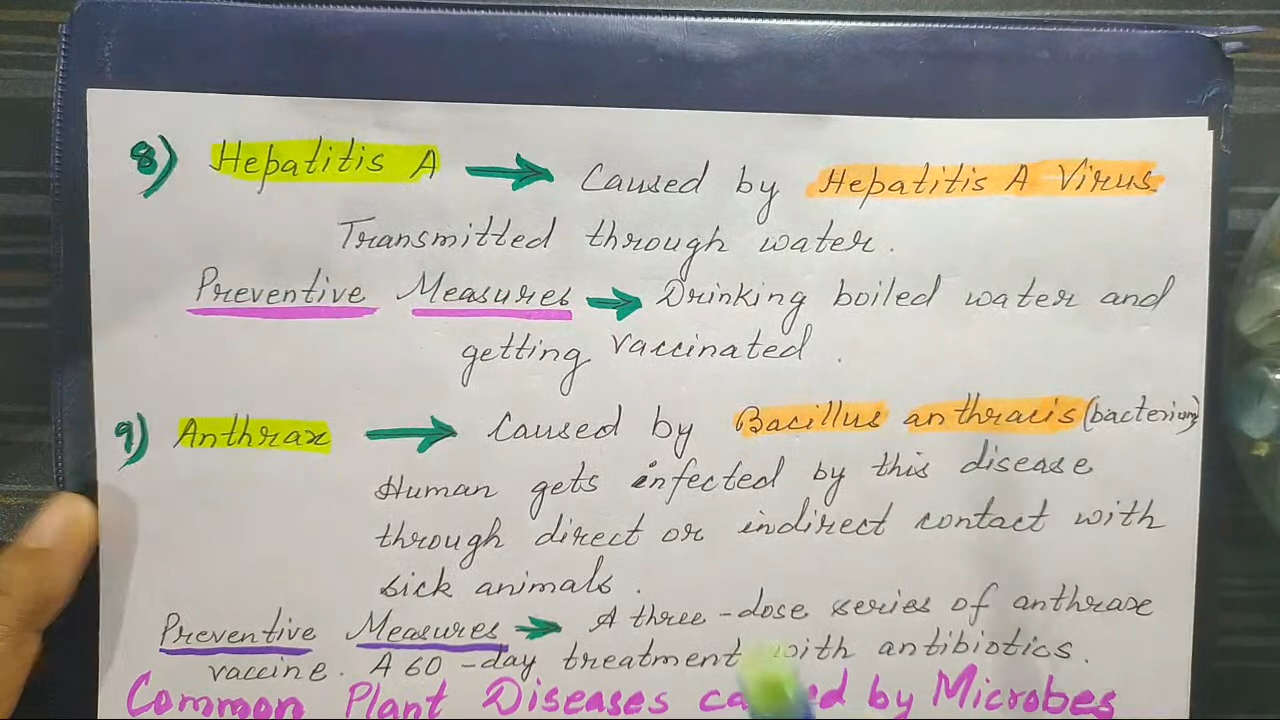 8) Hepatitis A → Caused by Hepatitis A Virus
Transmitted through water.
Preventive Measures → Drinking boiled water and
getting vaccinated.
9) Anthrax → Caused by Bacillus anthracis (bacterium)
Human gets infected by this disease
through direct or indirect contact with
sick animals.
Preventive Measures → A three-dose series of anthrax
vaccine. A 60-day treatment with antibiotics.
Common Plant Diseases caused by Microbes